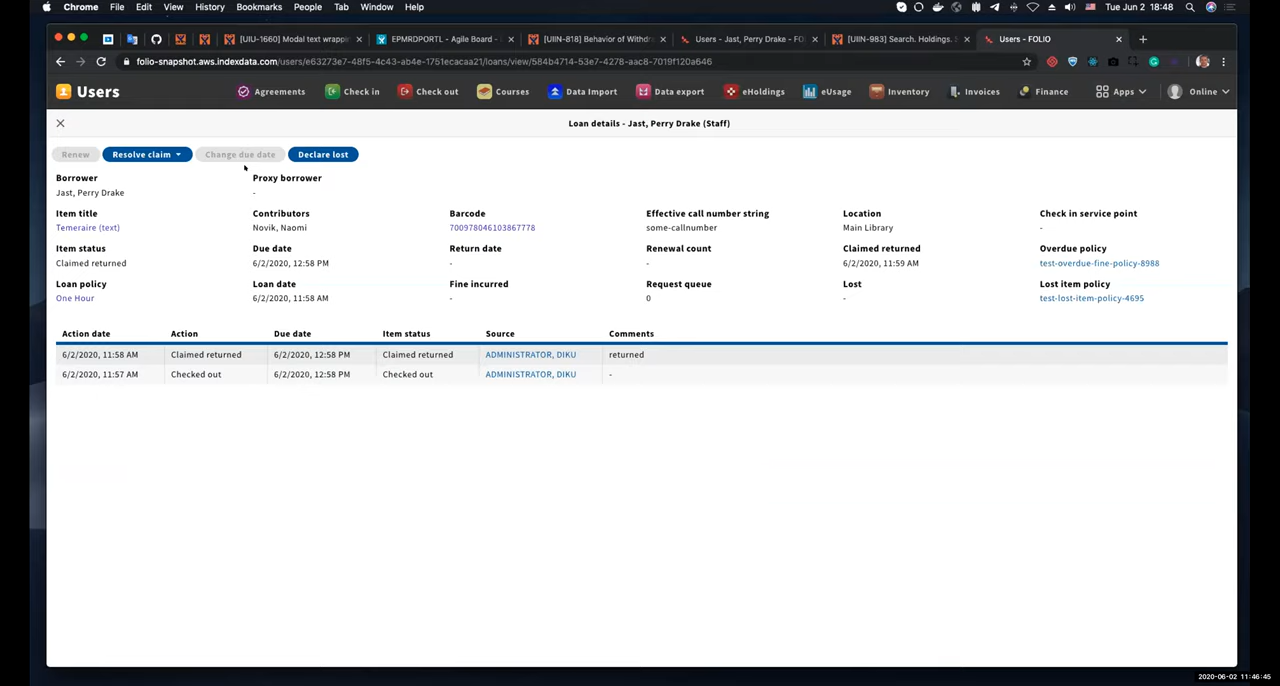 Chrome File Edit View History Bookmarks People Tab Window Help Tue Jun 2 18:48
[UIU-1660] Modal text wrappi EPMRDPORTL - Agile Board - [UIIN-818] Behavior of Withdr Users - Jast, Perry Drake - FO [UIIN-983] Search. Holdings. Users - FOLIO
folio-snapshot.aws.indexdata.com/users/e63273e7-48f5-4c43-ab4e-1751ecacaa21/loans/view/584b4714-53e7-4278-aac8-7019f120a646
Users Agreements Check in Check out Courses Data Import Data export eHoldings eUsage Inventory Invoices Finance Apps Online
Loan details - Jast, Perry Drake (Staff)
Renew Resolve claim Change due date Declare lost
Borrower Proxy borrower
Jast, Perry Drake -
Item title Contributors Barcode Effective call number string Location Check in service point
Temeraire (text) Novik, Naomi 700978046103867778 some-callnumber Main Library -
Item status Due date Return date Renewal count Claimed returned Overdue policy
Claimed returned 6/2/2020, 12:58 PM - - 6/2/2020, 11:59 AM test-overdue-fine-policy-8988
Loan policy Loan date Fine incurred Request queue Lost Lost item policy
One Hour 6/2/2020, 11:58 AM - 0 - test-lost-item-policy-4695
Action date Action Due date Item status Source Comments
6/2/2020, 11:58 AM Claimed returned 6/2/2020, 12:58 PM Claimed returned ADMINISTRATOR, DIKU returned
6/2/2020, 11:57 AM Checked out 6/2/2020, 12:58 PM Checked out ADMINISTRATOR, DIKU -
2020-06-02 11:46:45